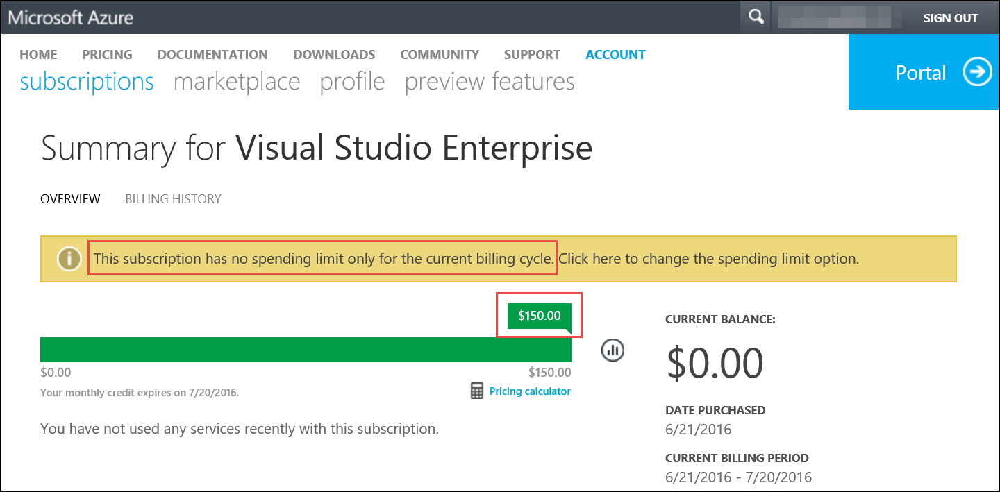 Microsoft Azure
SIGN OUT
HOME PRICING DOCUMENTATION DOWNLOADS COMMUNITY SUPPORT ACCOUNT
subscriptions marketplace profile preview features
Portal
Summary for Visual Studio Enterprise
OVERVIEW BILLING HISTORY
This subscription has no spending limit only for the current billing cycle. Click here to change the spending limit option.
$150.00
$0.00 $150.00
Your monthly credit expires on 7/20/2016.
Pricing calculator
You have not used any services recently with this subscription.
CURRENT BALANCE:
$0.00
DATE PURCHASED
6/21/2016
CURRENT BILLING PERIOD
6/21/2016 - 7/20/2016